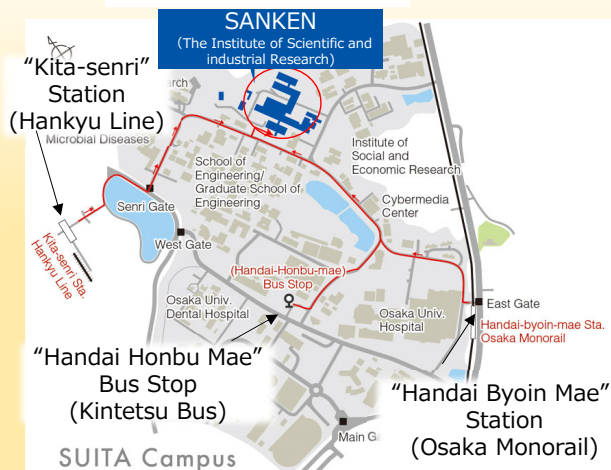 SANKEN
(The Institute of Scientific and
industrial Research)
“Kita-senri”
Station
(Hankyu Line)
Microbial Diseases
School of
Engineering/
Graduate School of
Engineering
Institute of
Social and
Economic Research
Cybermedia
Center
Senri Gate
West Gate
Kita-senri Sta.
Hankyu Line
(Handai-Honbu-mae)
Bus Stop
Osaka Univ.
Dental Hospital
Osaka Univ.
Hospital
East Gate
Handai-byoin-mae Sta.
Osaka Monorail
“Handai Honbu Mae”
Bus Stop
(Kintetsu Bus)
“Handai Byoin Mae”
Station
(Osaka Monorail)
Main
SUITA Campus